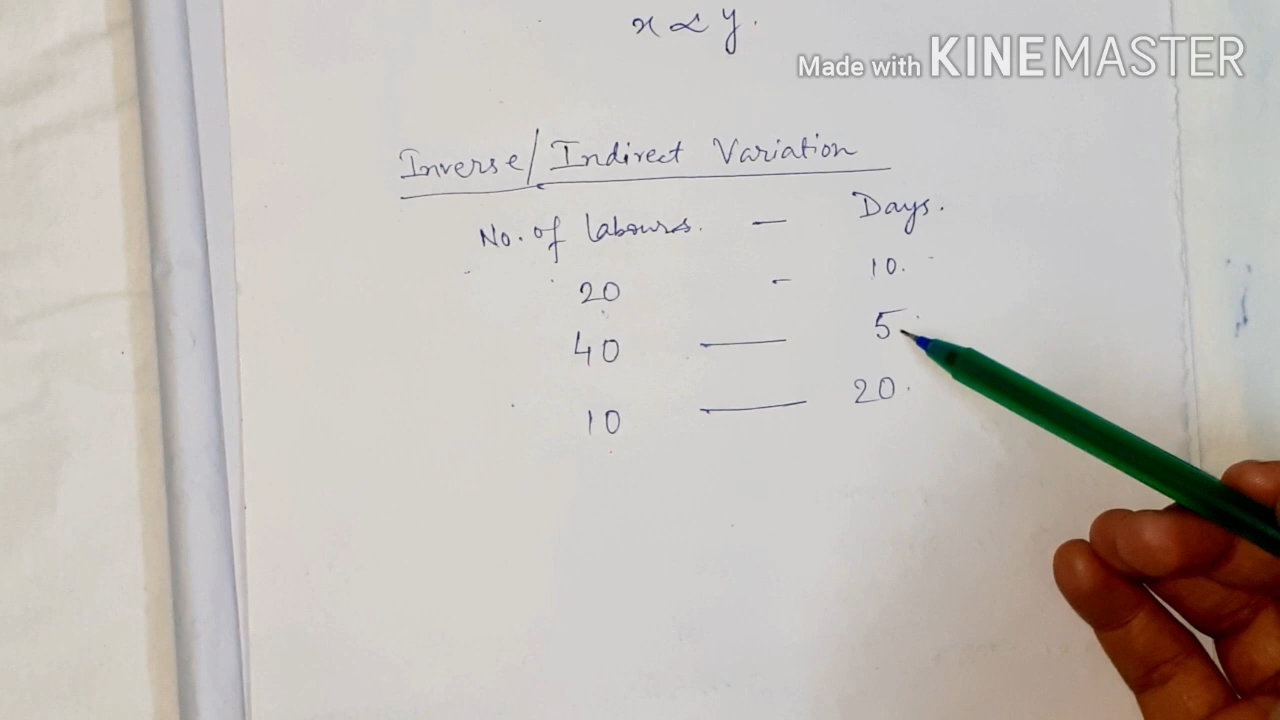 x ∝ y.
Made with KINEMASTER
Inverse/Indirect Variation
No. of labours. — Days.
20 - 10.
40 — 5
10 — 20.